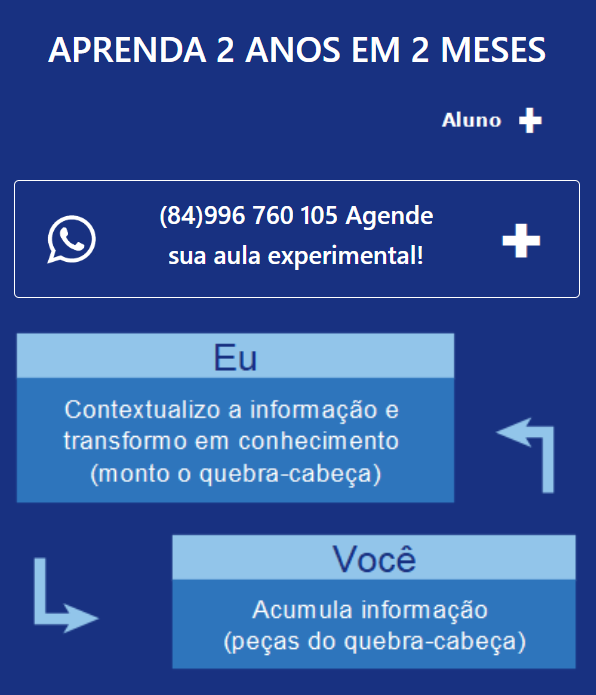 APRENDA 2 ANOS EM 2 MESES
Aluno
(84)996 760 105 Agende
sua aula experimental!
Eu
Contextualizo a informação e
transformo em conhecimento
(monto o quebra-cabeça)
Você
Acumula informação
(peças do quebra-cabeça)